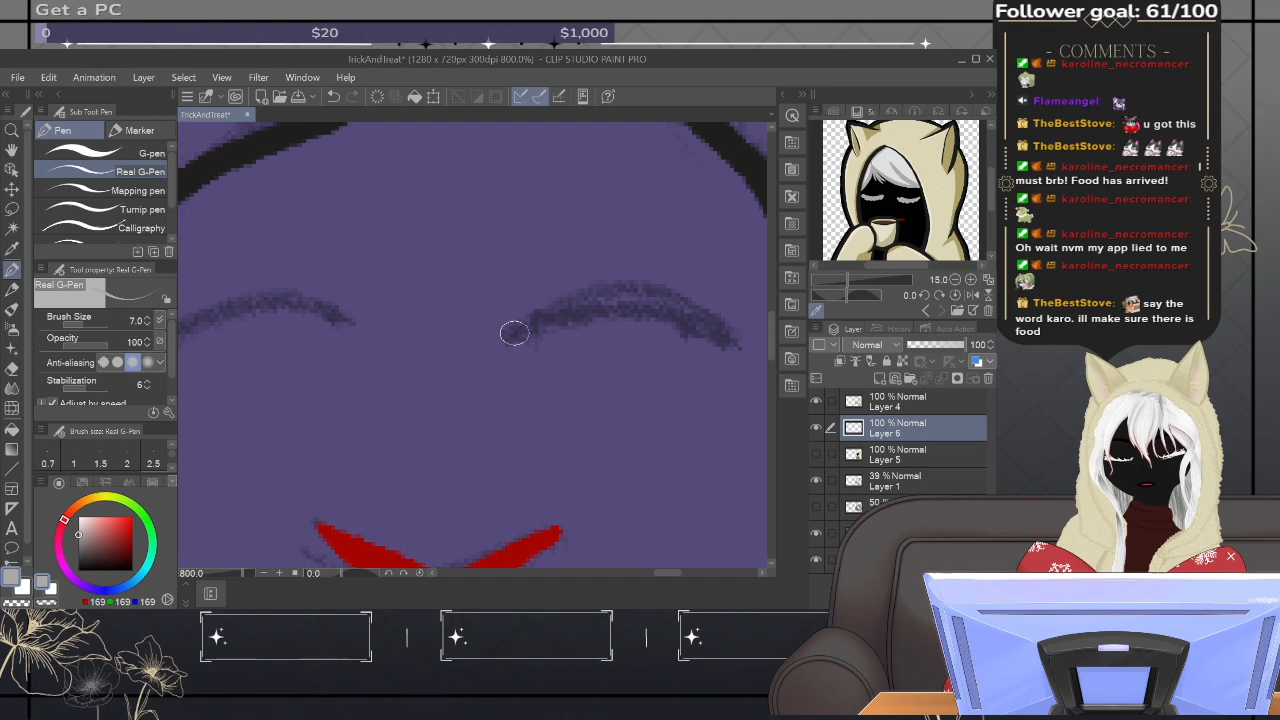 Get a PC
0 $20 $1,000
Follower goal: 61/100
- COMMENTS -
karoline_necromancer:
Flameangel:
TheBestStove: u got this
TheBestStove:
karoline_necromancer: I
must brb! Food has arrived!
karoline_necromancer:
karoline_necromancer:
Oh wait nvm my app lied to me
karoline_necromancer:
TheBestStove: say the
word karo. ill make sure there is
food
TrickAndTreat* (1280 x 720px 300dpi 800.0%) - CLIP STUDIO PAINT PRO
File Edit Animation Layer Select View Filter Window Help
Sub Tool Pen
TrickAndTreat*
Pen Marker
G-pen
Real G-Pen
Mapping pen
Turnip pen
Calligraphy
Tool property: Real G-Pen
Real G-Pen
Brush Size 7.0
Opacity 100
Anti-aliasing
Stabilization 6
Adjust by speed
Brush size: Real G-Pen
0.7 1 1.5 2 2.5
169 169 169
800.0 0.0
15.0
0.0
Layer History Auto Action
Normal 100
100 % Normal
Layer 4
100 % Normal
Layer 6
100 % Normal
Layer 5
39 % Normal
Layer 1
50 %